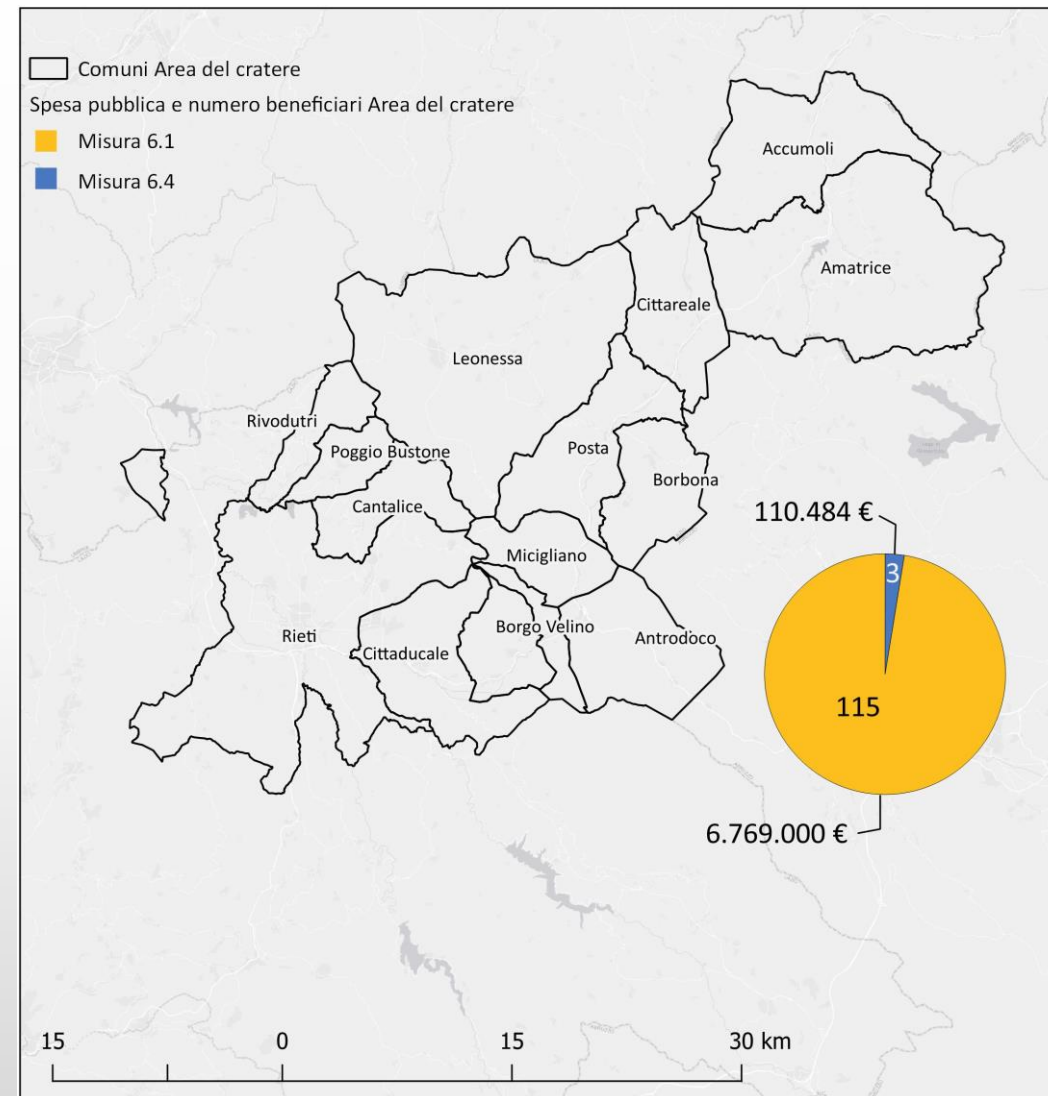 Comuni Area del cratere
Spesa pubblica e numero beneficiari Area del cratere
Misura 6.1
Misura 6.4
Accumoli
Amatrice
Cittareale
Leonessa
Rivodutri
Poggio Bustone
Posta
Borbona
Cantalice
Micigliano
Rieti
Cittaducale
Borgo Velino
Antrodoco
110.484 €
3
115
6.769.000 €
15 0 15 30 km